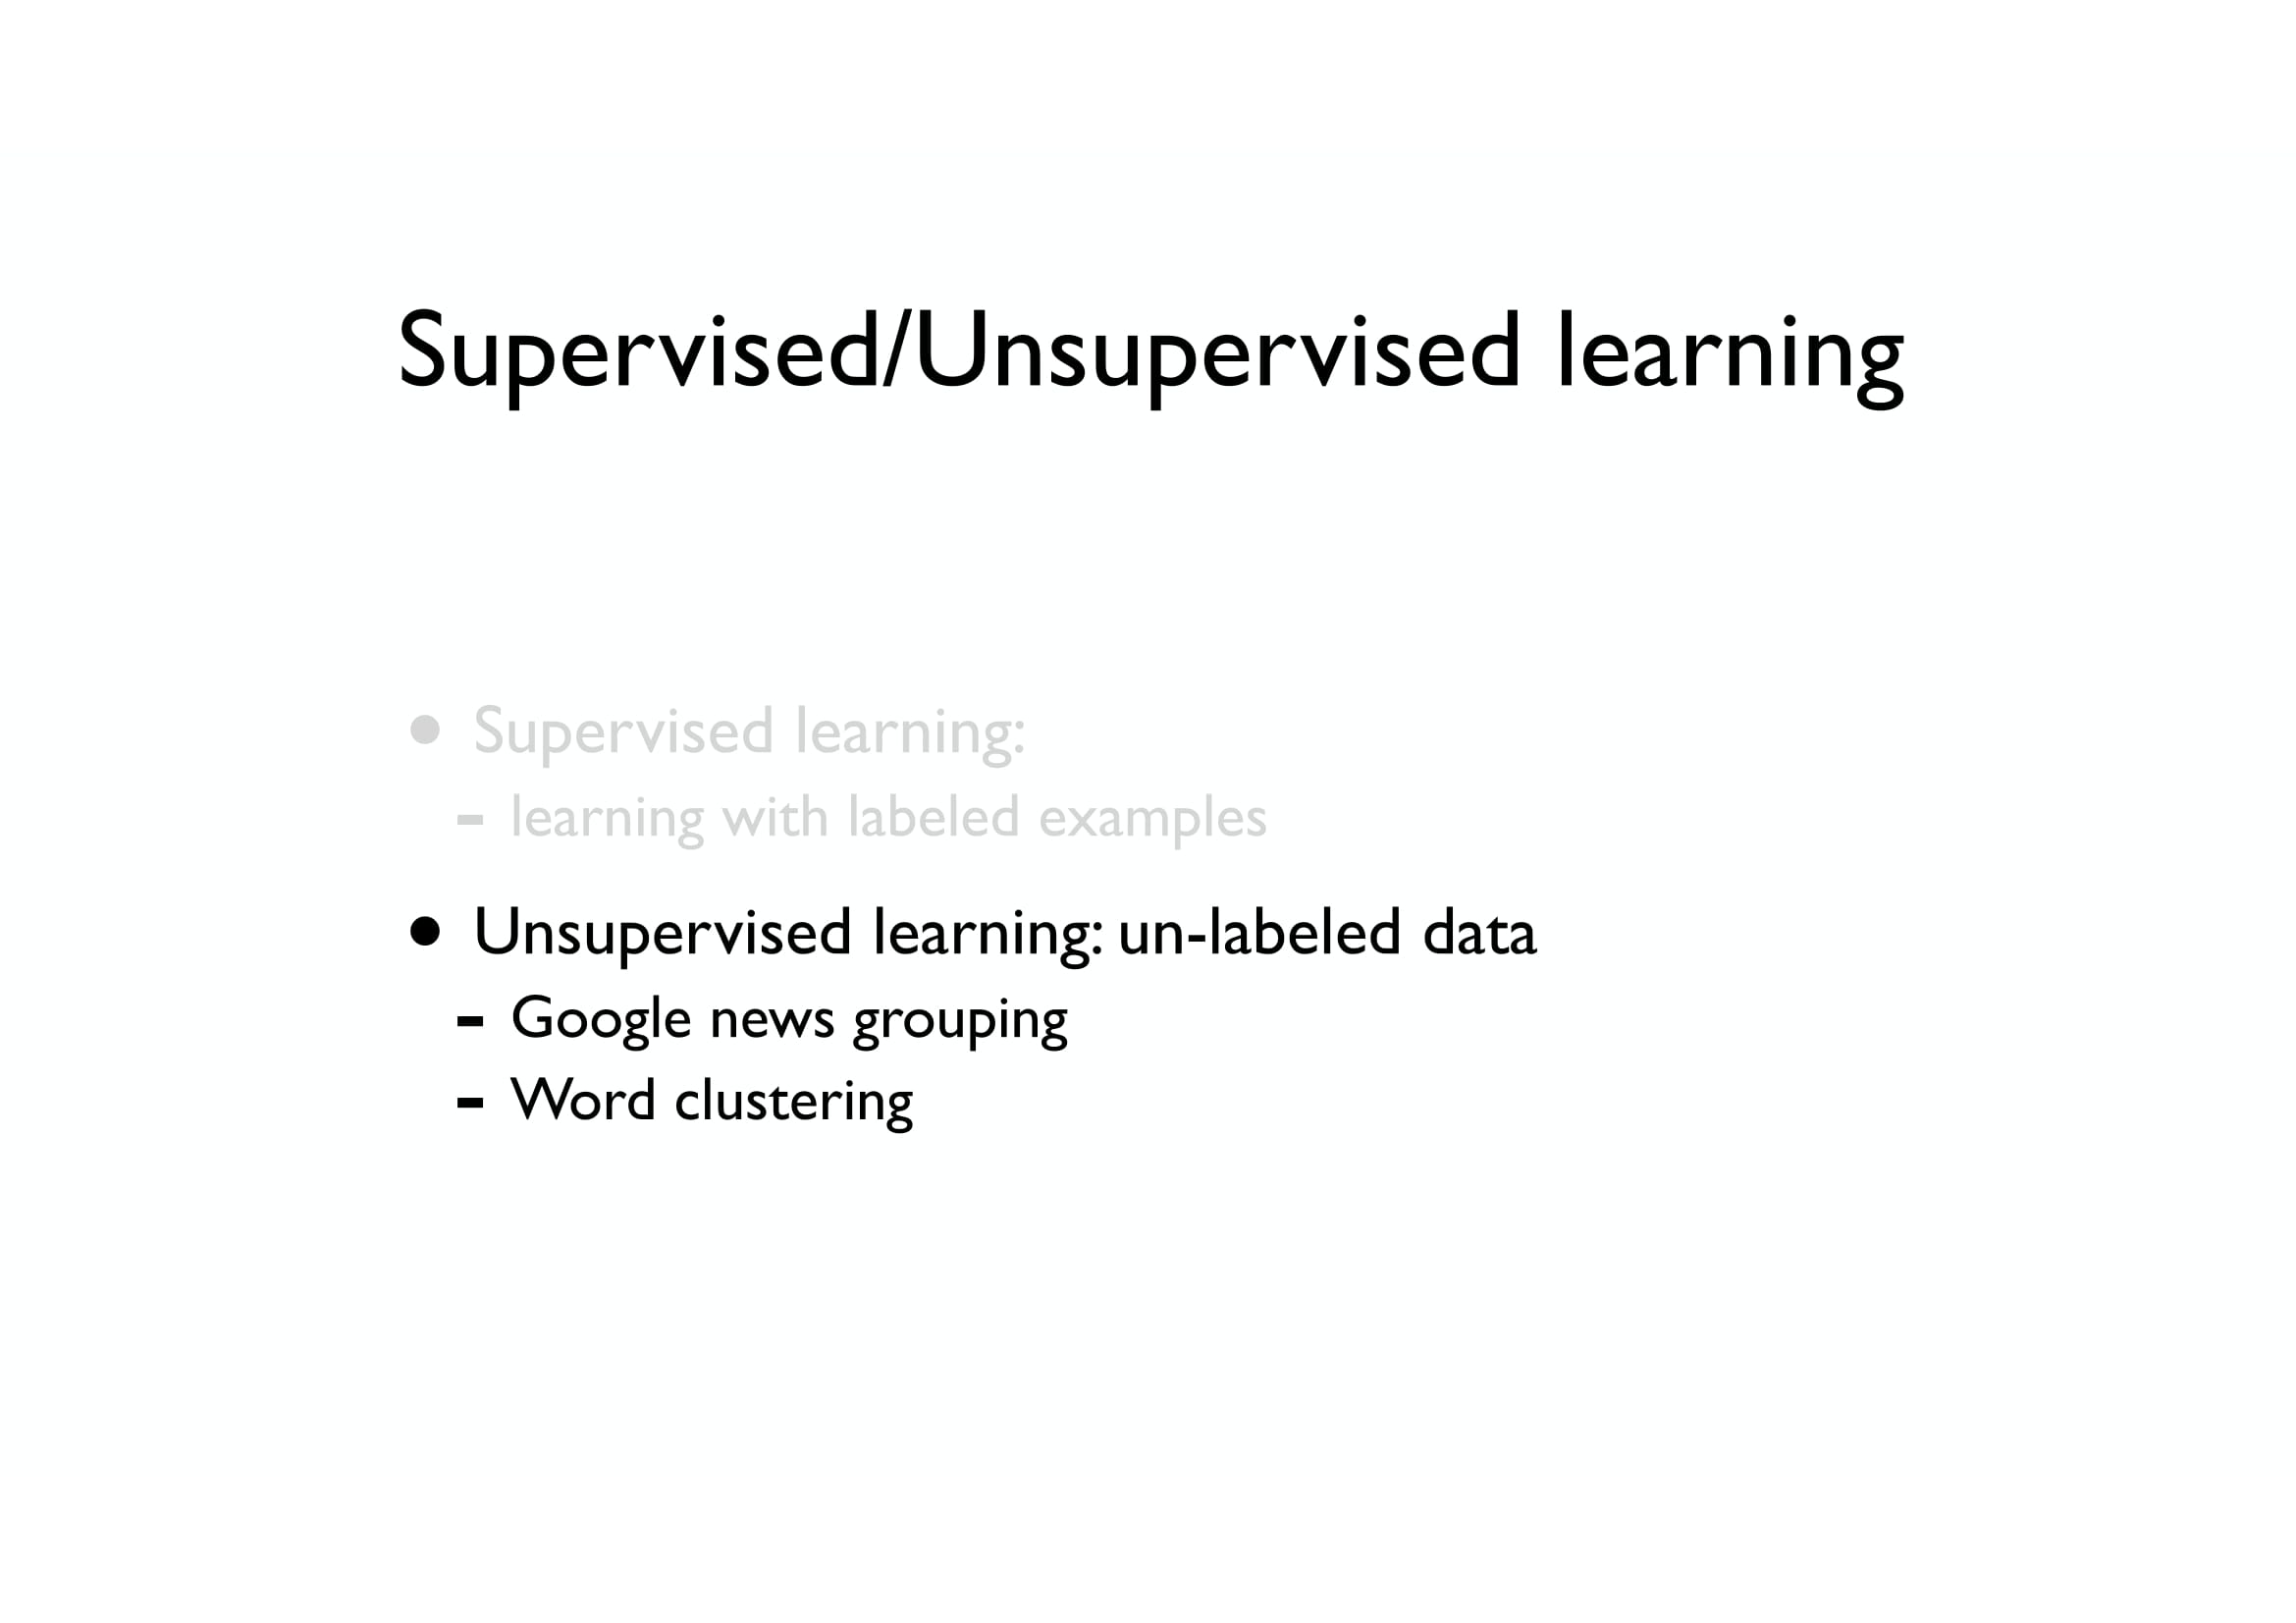 Supervised/Unsupervised learning
• Supervised learning:
- learning with labeled examples
• Unsupervised learning: un-labeled data
- Google news grouping
- Word clustering